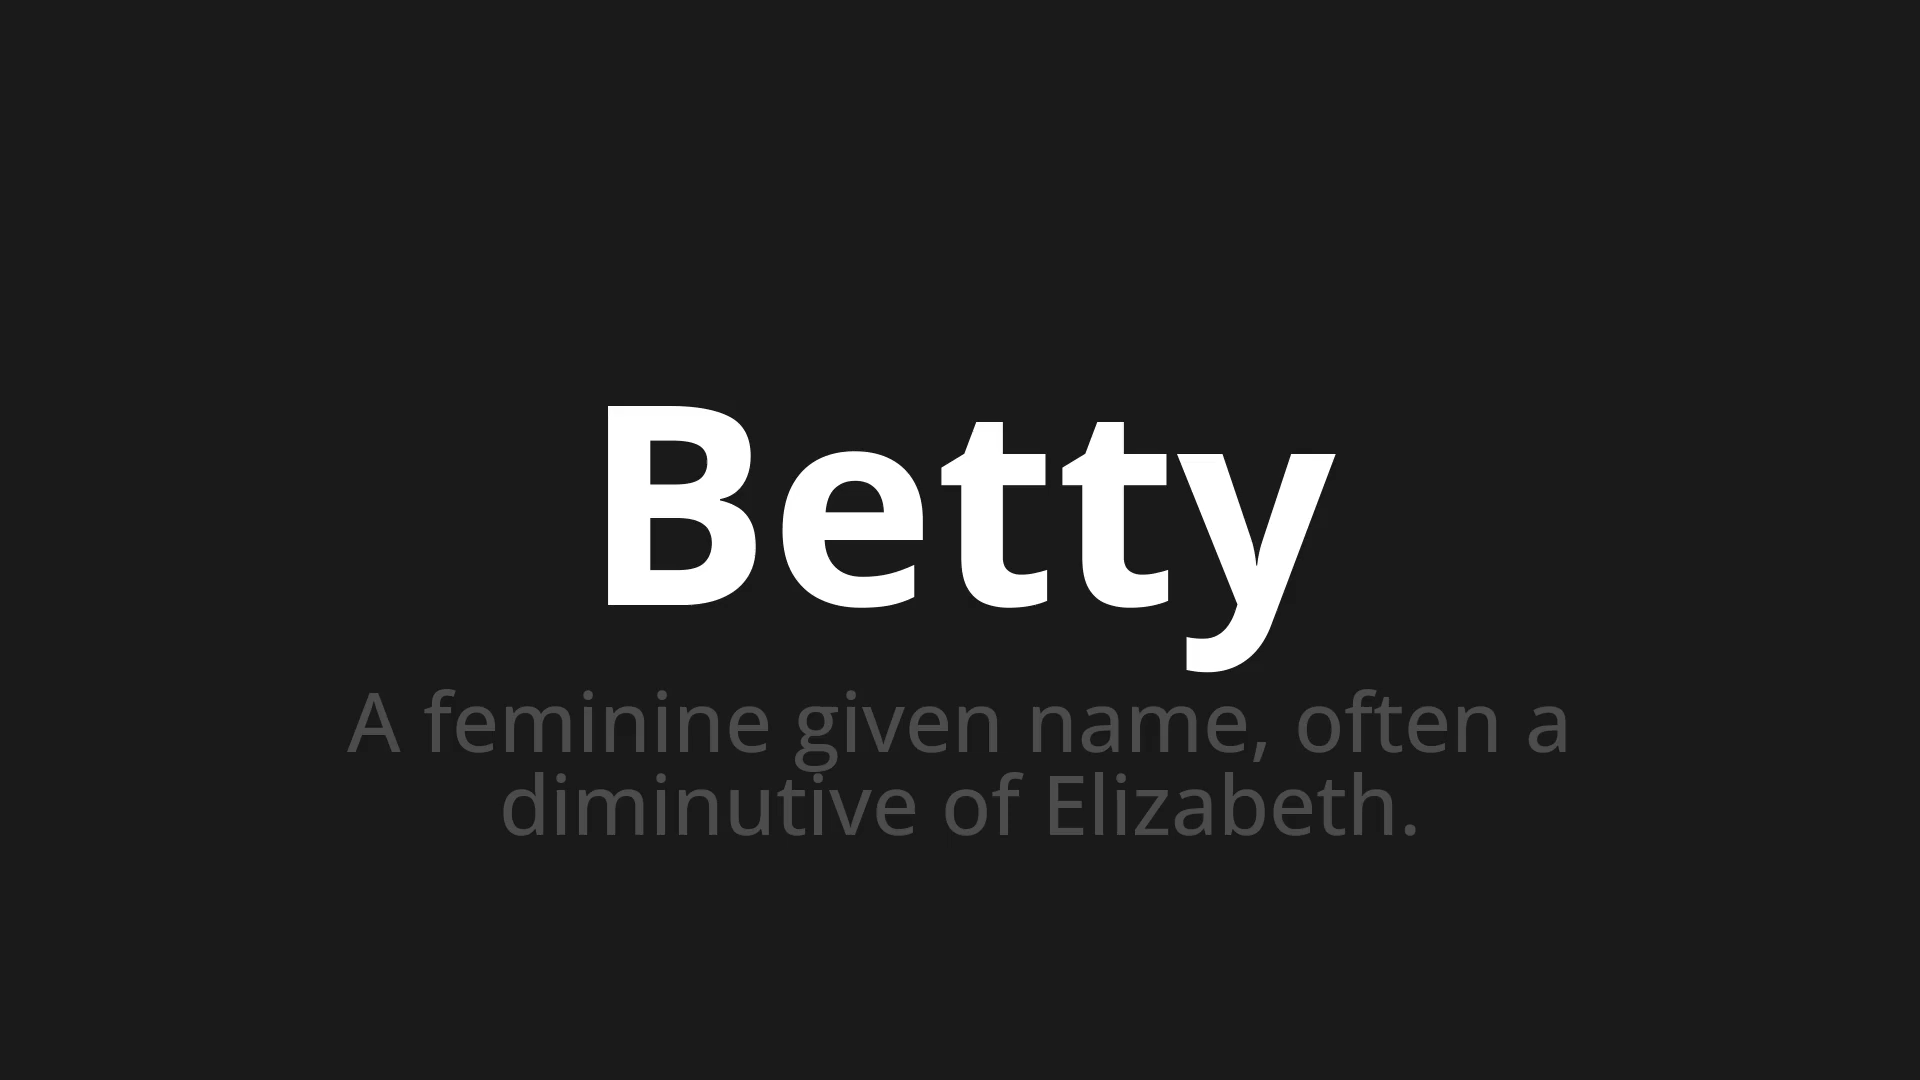 Betty
A feminine given name, often a
diminutive of Elizabeth.